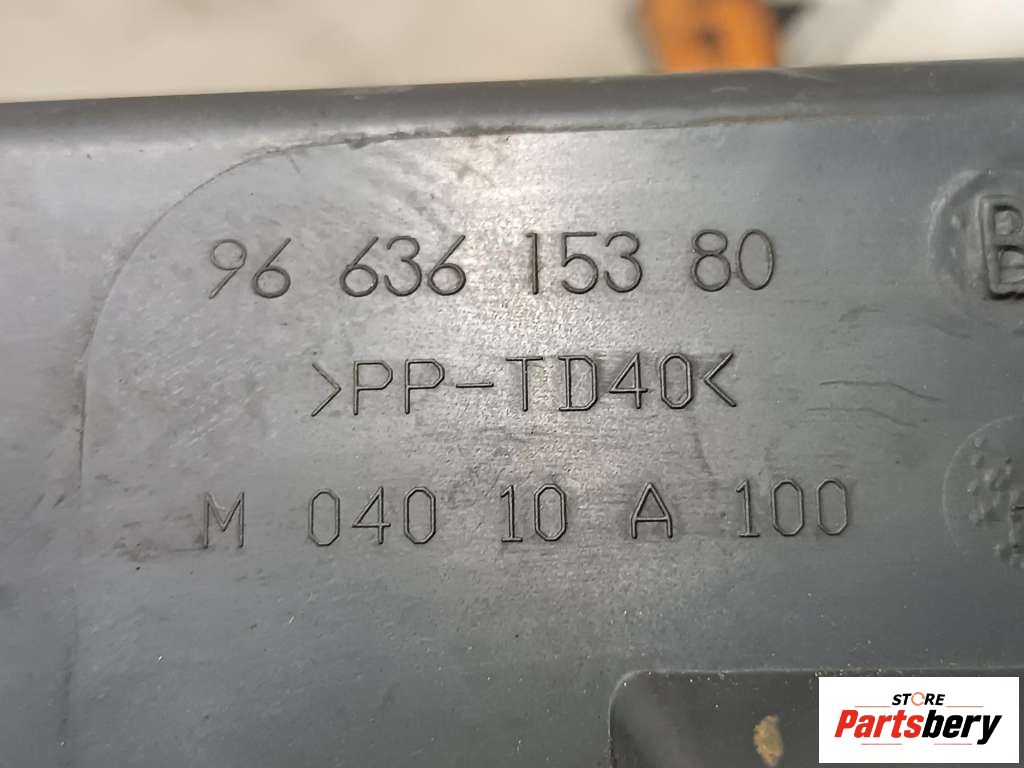 96 636 153 80
B
>PP-TD40<
M 040 10 A 100
STORE
Partsbery